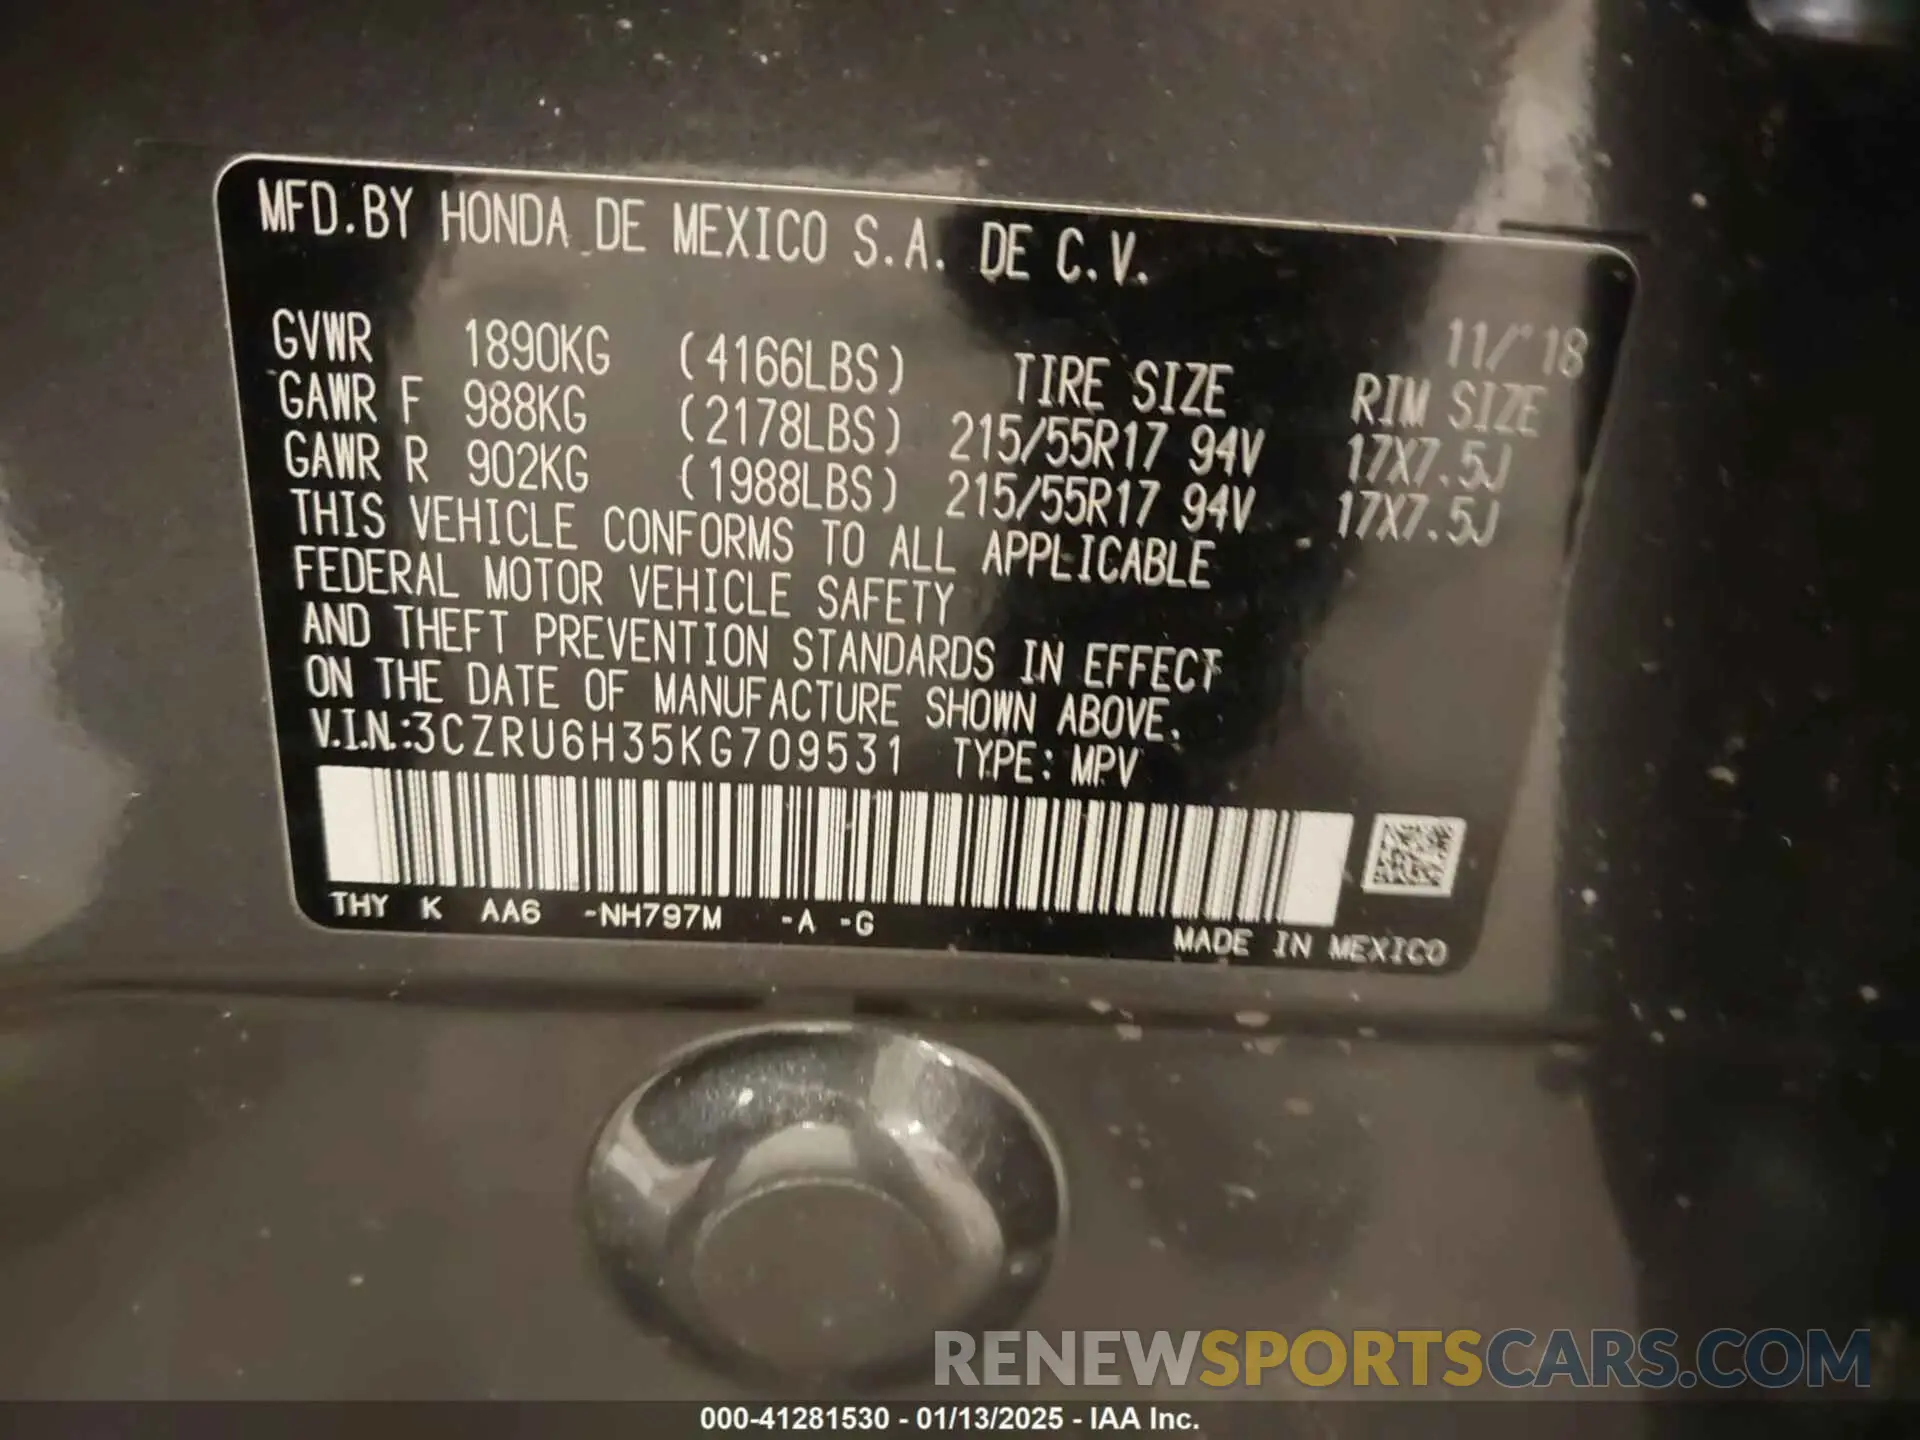 MFD.BY HONDA DE MEXICO S.A. DE C.V.
11/'18
GVWR 1890KG (4166LBS) TIRE SIZE RIM SIZE
GAWR F 988KG (2178LBS) 215/55R17 94V 17X7.5J
GAWR R 902KG (1988LBS) 215/55R17 94V 17X7.5J
THIS VEHICLE CONFORMS TO ALL APPLICABLE
FEDERAL MOTOR VEHICLE SAFETY
AND THEFT PREVENTION STANDARDS IN EFFECT
ON THE DATE OF MANUFACTURE SHOWN ABOVE.
V.I.N.:3CZRU6H35KG709531 TYPE: MPV
THY K AA6 -NH797M -A -G
MADE IN MEXICO
RENEWSPORTSCARS.COM
000-41281530 - 01/13/2025 - IAA Inc.